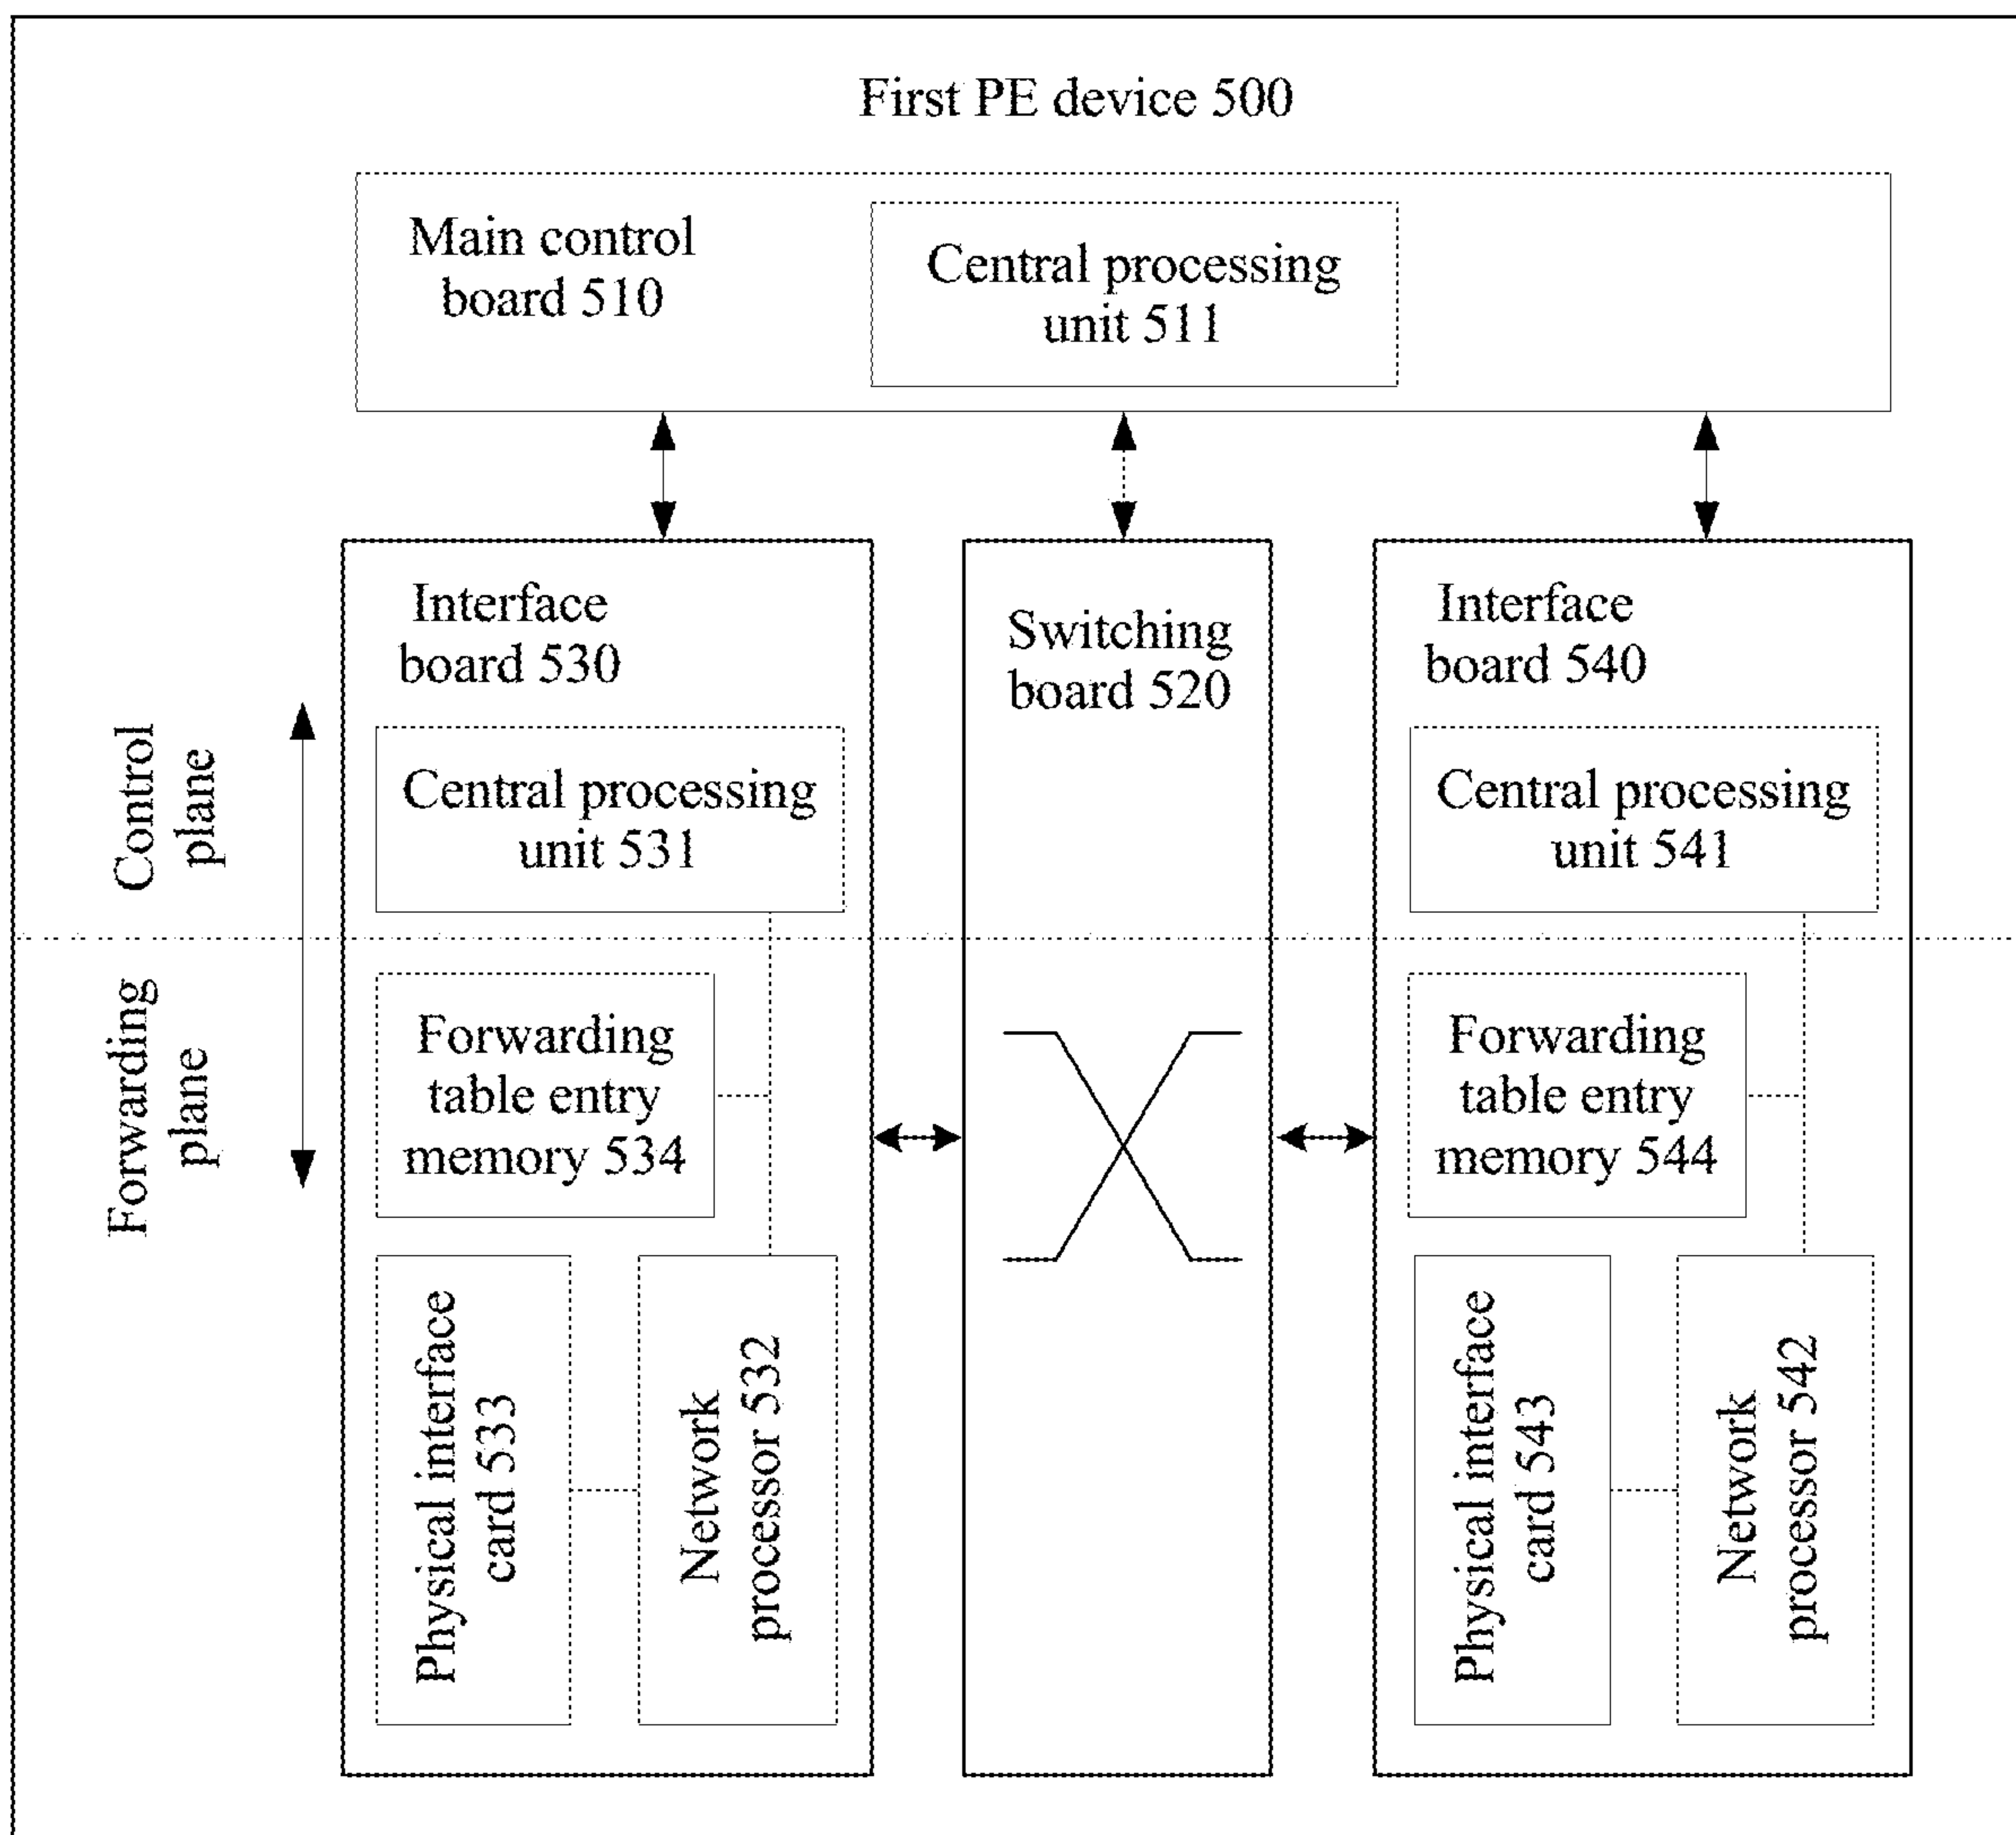 First PE device 500
Main control
board 510
Central processing
unit 511
Interface
board 530
Switching
board 520
Interface
board 540
Control
plane
Central processing
unit 531
Central processing
unit 541
Forwarding
plane
Forwarding
table entry
memory 534
Forwarding
table entry
memory 544
Physical interface
card 533
Network
processor 532
Physical interface
card 543
Network
processor 542